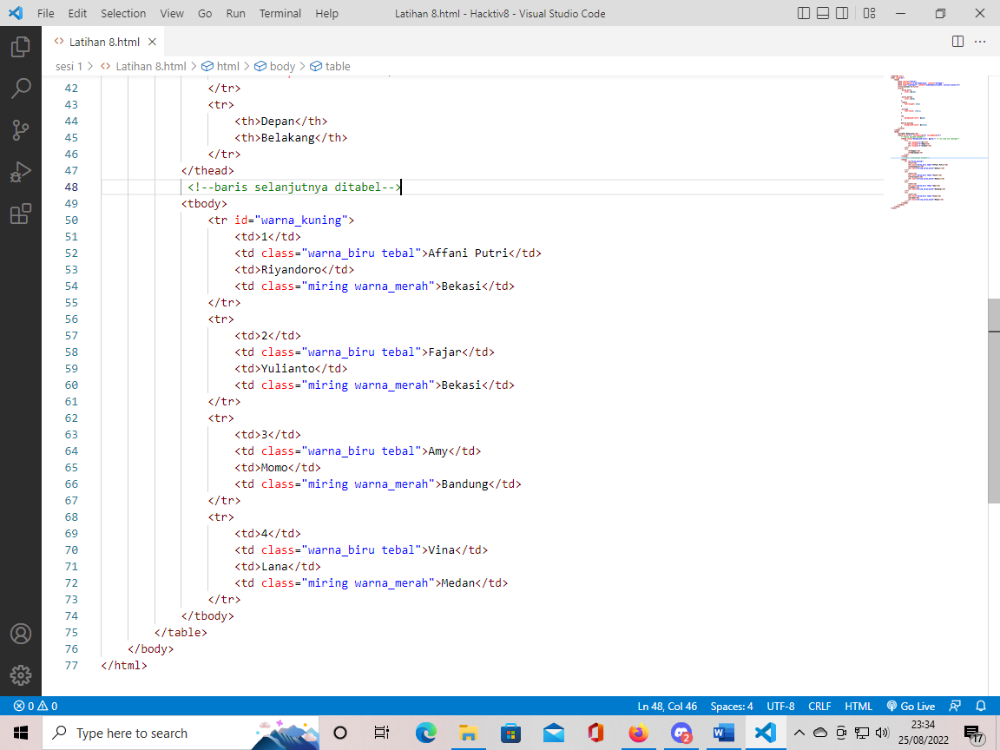 File Edit Selection View Go Run Terminal Help Latihan 8.html - Hacktiv8 - Visual Studio Code
Latihan 8.html
sesi 1 > Latihan 8.html > html > body > table
42 </tr>
43 <tr>
44 <th>Depan</th>
45 <th>Belakang</th>
46 </tr>
47 </thead>
48 <!--baris selanjutnya ditabel-->
49 <tbody>
50 <tr id="warna_kuning">
51 <td>1</td>
52 <td class="warna_biru tebal">Affani Putri</td>
53 <td>Riyandoro</td>
54 <td class="miring warna_merah">Bekasi</td>
55 </tr>
56 <tr>
57 <td>2</td>
58 <td class="warna_biru tebal">Fajar</td>
59 <td>Yulianto</td>
60 <td class="miring warna_merah">Bekasi</td>
61 </tr>
62 <tr>
63 <td>3</td>
64 <td class="warna_biru tebal">Amy</td>
65 <td>Momo</td>
66 <td class="miring warna_merah">Bandung</td>
67 </tr>
68 <tr>
69 <td>4</td>
70 <td class="warna_biru tebal">Vina</td>
71 <td>Lana</td>
72 <td class="miring warna_merah">Medan</td>
73 </tr>
74 </tbody>
75 </table>
76 </body>
77 </html>
0 0 Ln 48, Col 46 Spaces: 4 UTF-8 CRLF HTML Go Live
Type here to search
2
23:34
25/08/2022
17